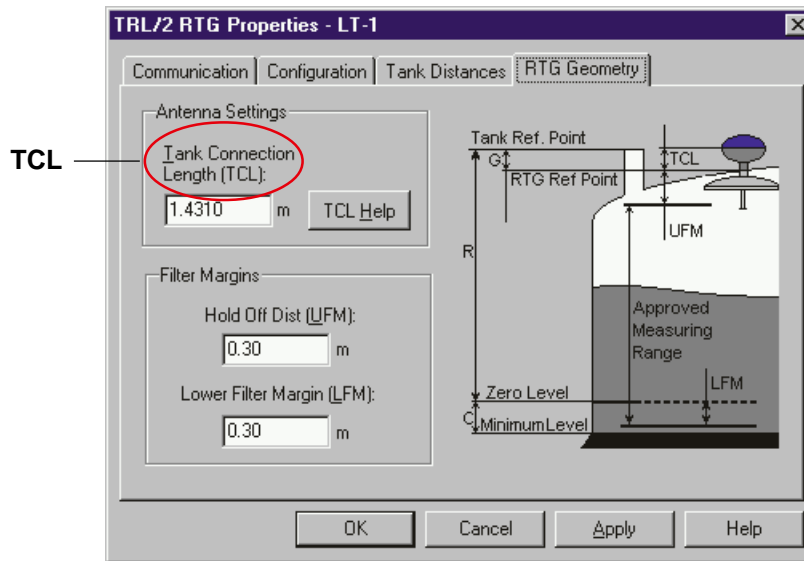 TRL/2 RTG Properties - LT-1
Communication
Configuration
Tank Distances
RTG Geometry
Antenna Settings
TCL
Tank Connection
Length (TCL):
1.4310
m
TCL Help
Filter Margins
Hold Off Dist (UFM):
0.30
m
Lower Filter Margin (LFM):
0.30
m
Tank Ref. Point
G
TCL
RTG Ref Point
UFM
R
Approved
Measuring
Range
LFM
Zero Level
C
Minimum Level
OK
Cancel
Apply
Help